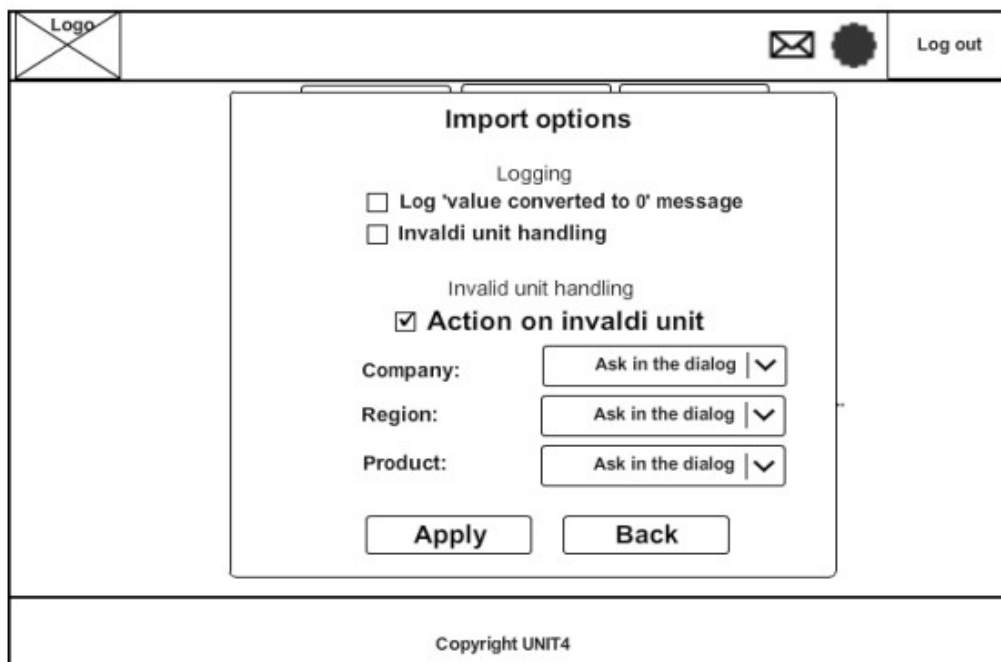 Logo
Log out
Import options
Logging
Log 'value converted to 0' message
Invaldi unit handling
Invalid unit handling
Action on invaldi unit
Company: Ask in the dialog
Region: Ask in the dialog
Product: Ask in the dialog
Apply Back
Copyright UNIT4